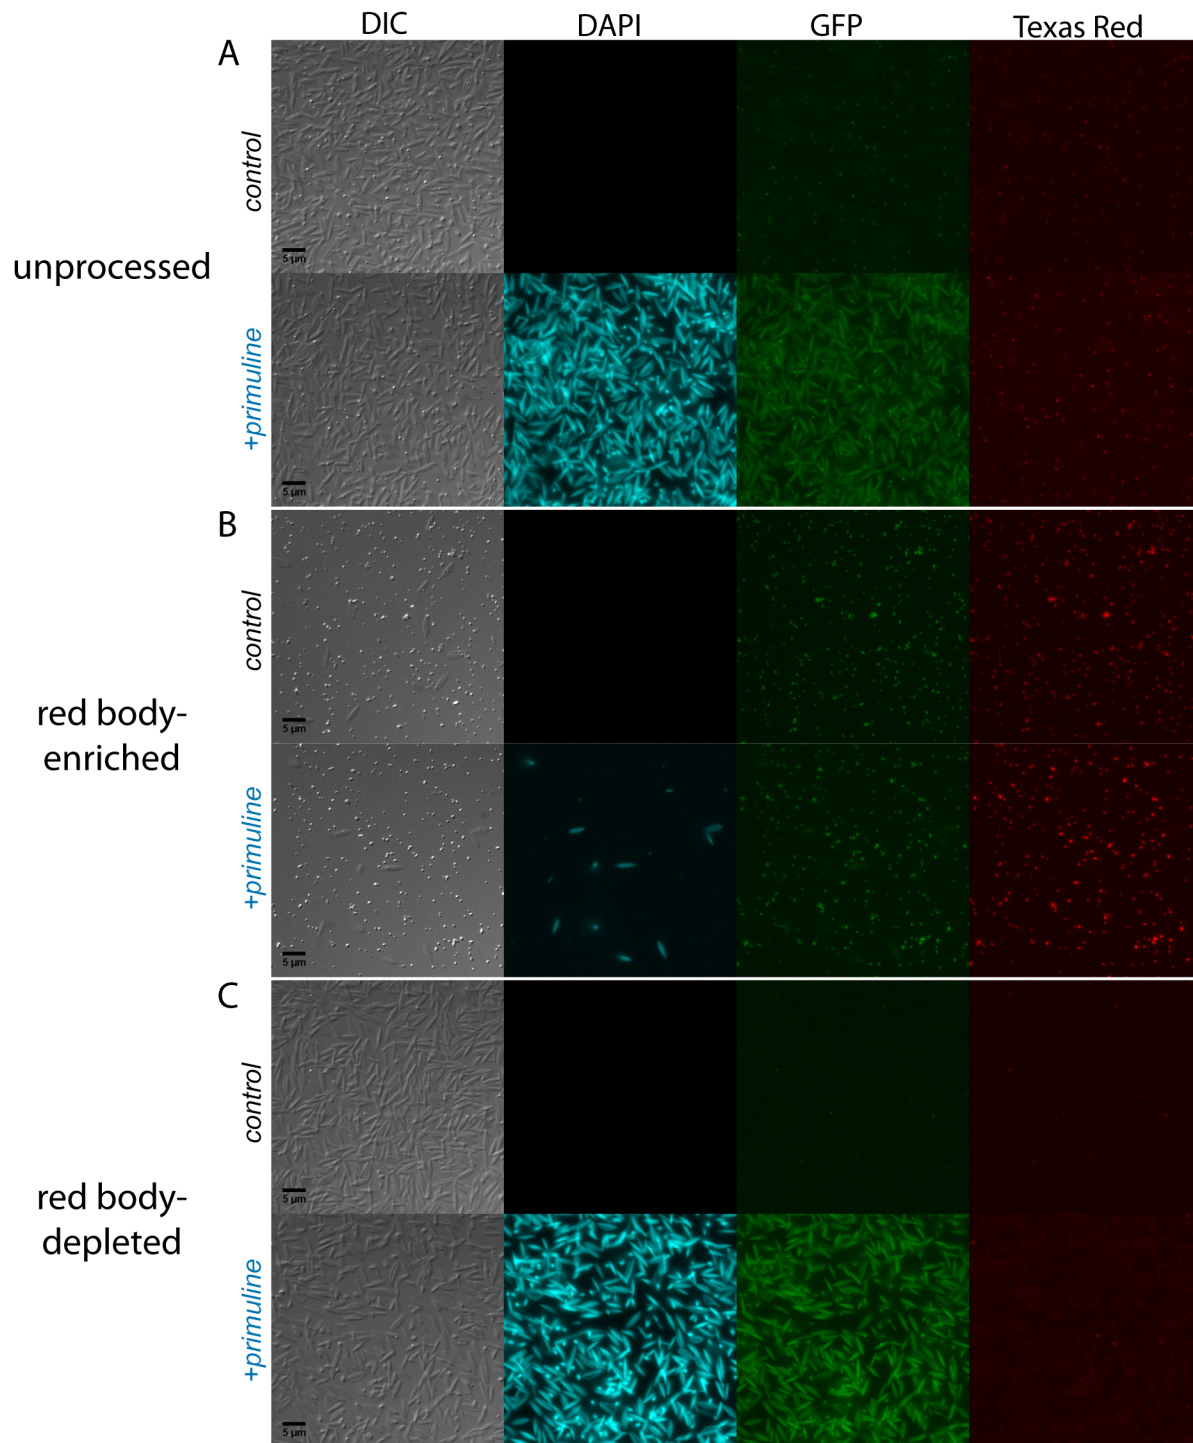 DIC DAPI GFP Texas Red
A
control
5 µm
unprocessed
+primuline
5 µm
B
control
5 µm
red body-
enriched
+primuline
5 µm
C
control
5 µm
red body-
depleted
+primuline
5 µm